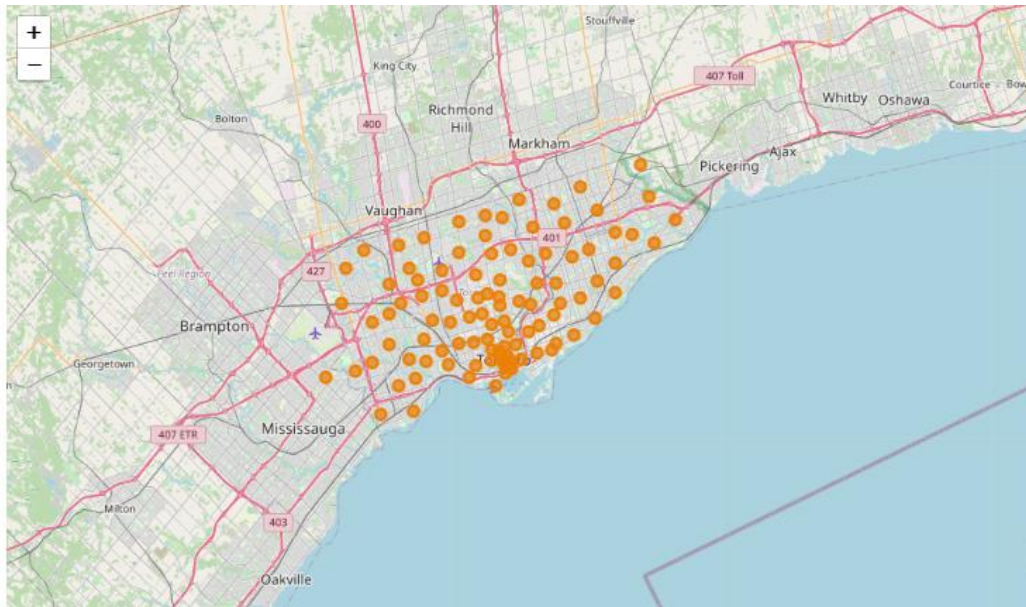 +
−
Stouffville
King City
407 Toll
Courtice
Bow
Whitby
Oshawa
Richmond
Hill
Bolton
400
Markham
Ajax
Pickering
Vaughan
401
427
Peel Region
Brampton
Georgetown
Mississauga
407 ETR
Milton
403
Oakville